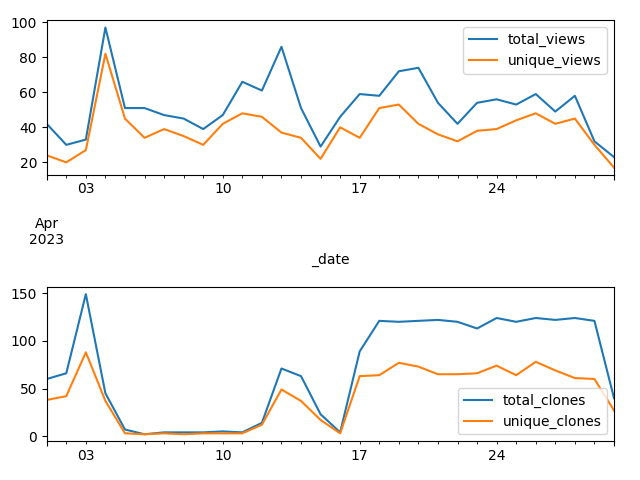 100
80
60
40
20
total_views
unique_views
03 10 17 24
Apr
2023
_date
150
100
50
0
total_clones
unique_clones
03 10 17 24